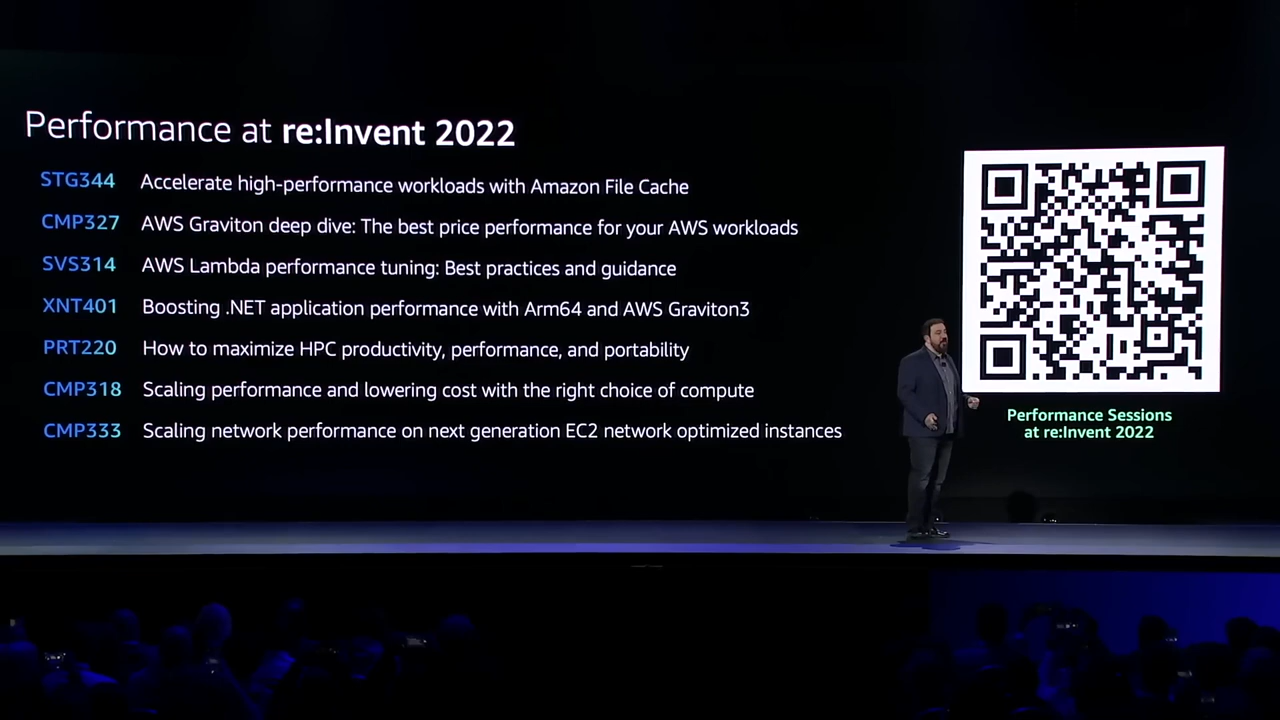 Performance at re:Invent 2022
STG344 Accelerate high-performance workloads with Amazon File Cache
CMP327 AWS Graviton deep dive: The best price performance for your AWS workloads
SVS314 AWS Lambda performance tuning: Best practices and guidance
XNT401 Boosting .NET application performance with Arm64 and AWS Graviton3
PRT220 How to maximize HPC productivity, performance, and portability
CMP318 Scaling performance and lowering cost with the right choice of compute
CMP333 Scaling network performance on next generation EC2 network optimized instances
Performance Sessions
at re:Invent 2022